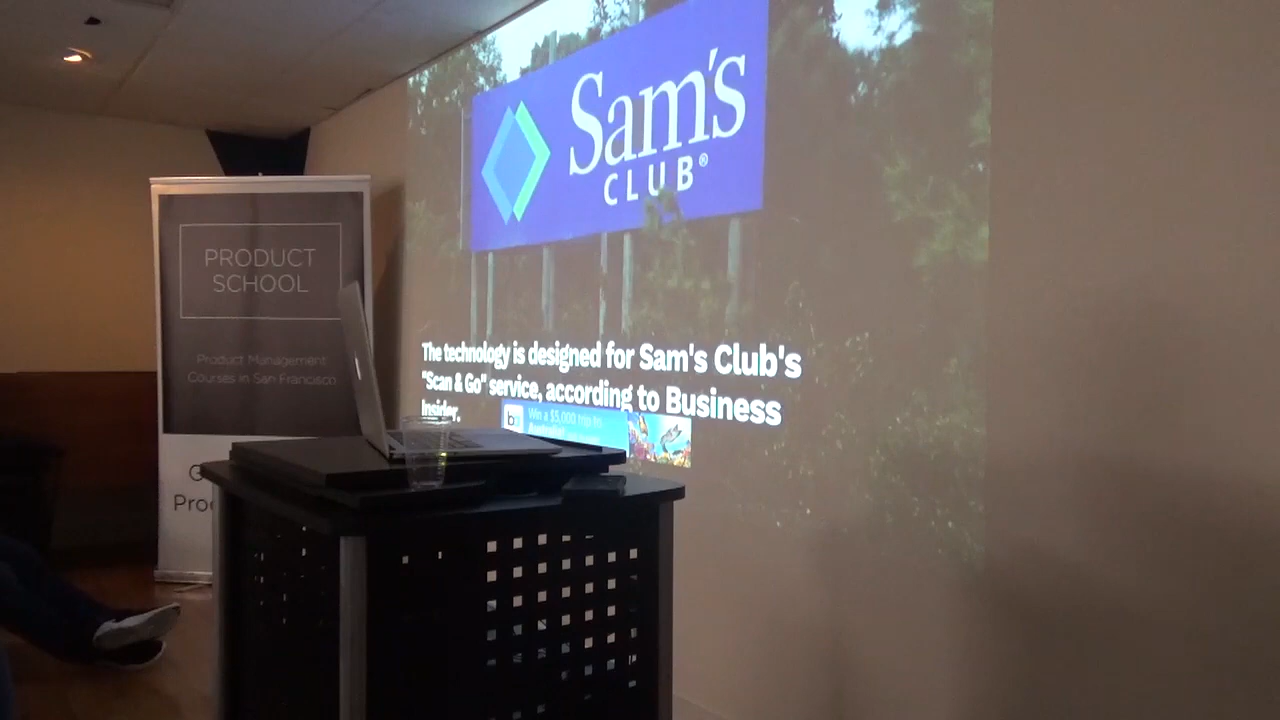 PRODUCT
SCHOOL
Product Management
Courses in San Francisco
Sam's
CLUB®
The technology is designed for Sam's Club's
"Scan & Go" service, according to Business
Insider.
Win a $5,000 trip to
Australia!